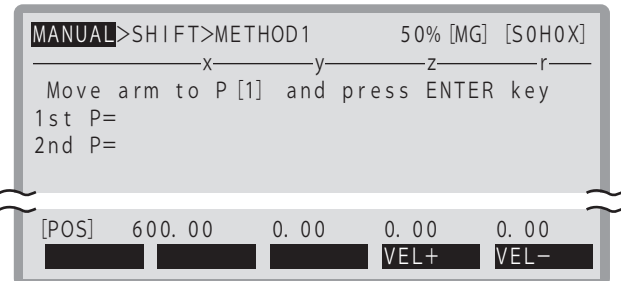 MANUAL>SHIFT>METHOD1 50% [MG] [S0H0X]
x y z r
Move arm to P[1] and press ENTER key
1st P=
2nd P=
[POS] 600.00 0.00 0.00 0.00
VEL+ VEL-